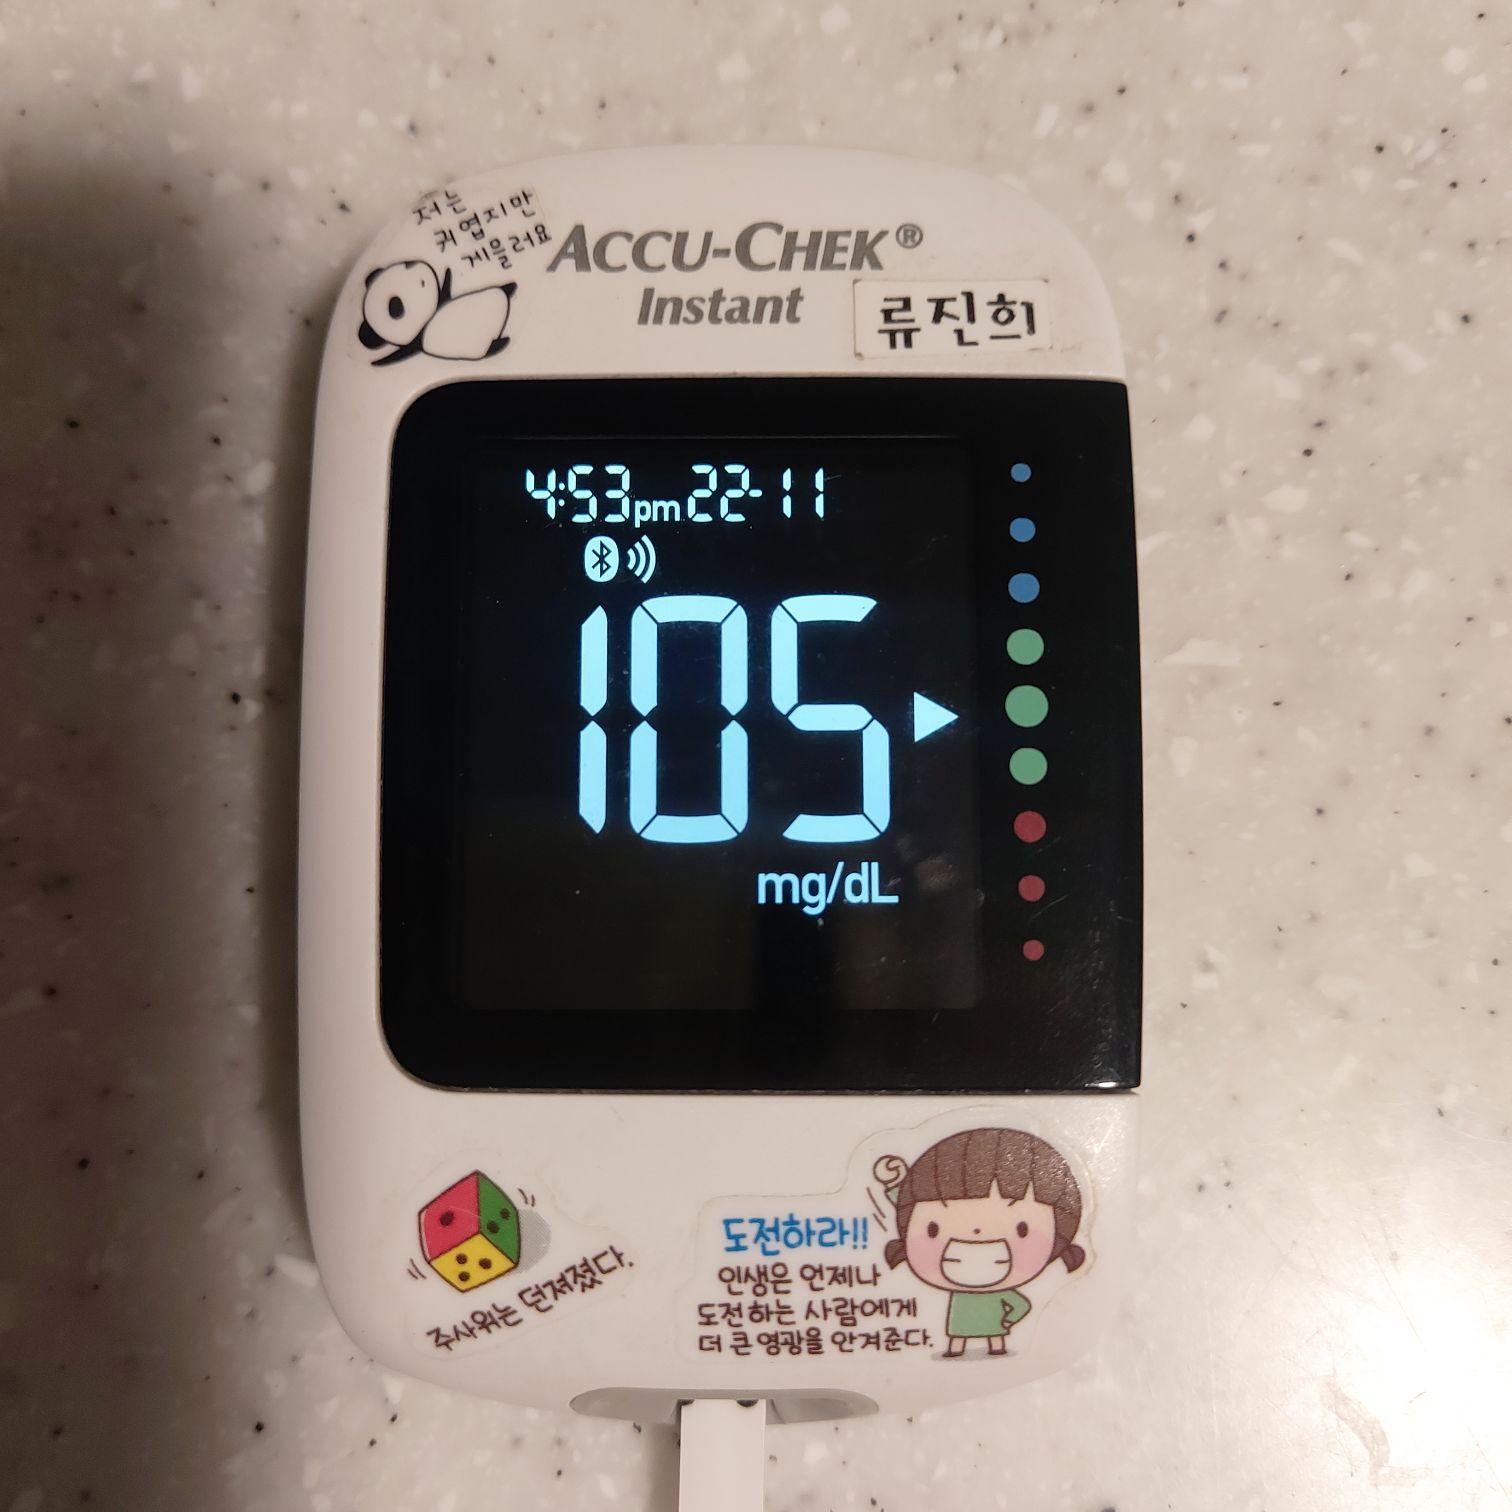 저는
귀엽지만
게을러요
ACCU-CHEK®
Instant
류진희
4:53pm 22-11
105
mg/dL
주사위는 던져졌다.
도전하라!!
인생은 언제나
도전하는 사람에게
더 큰 영광을 안겨준다.